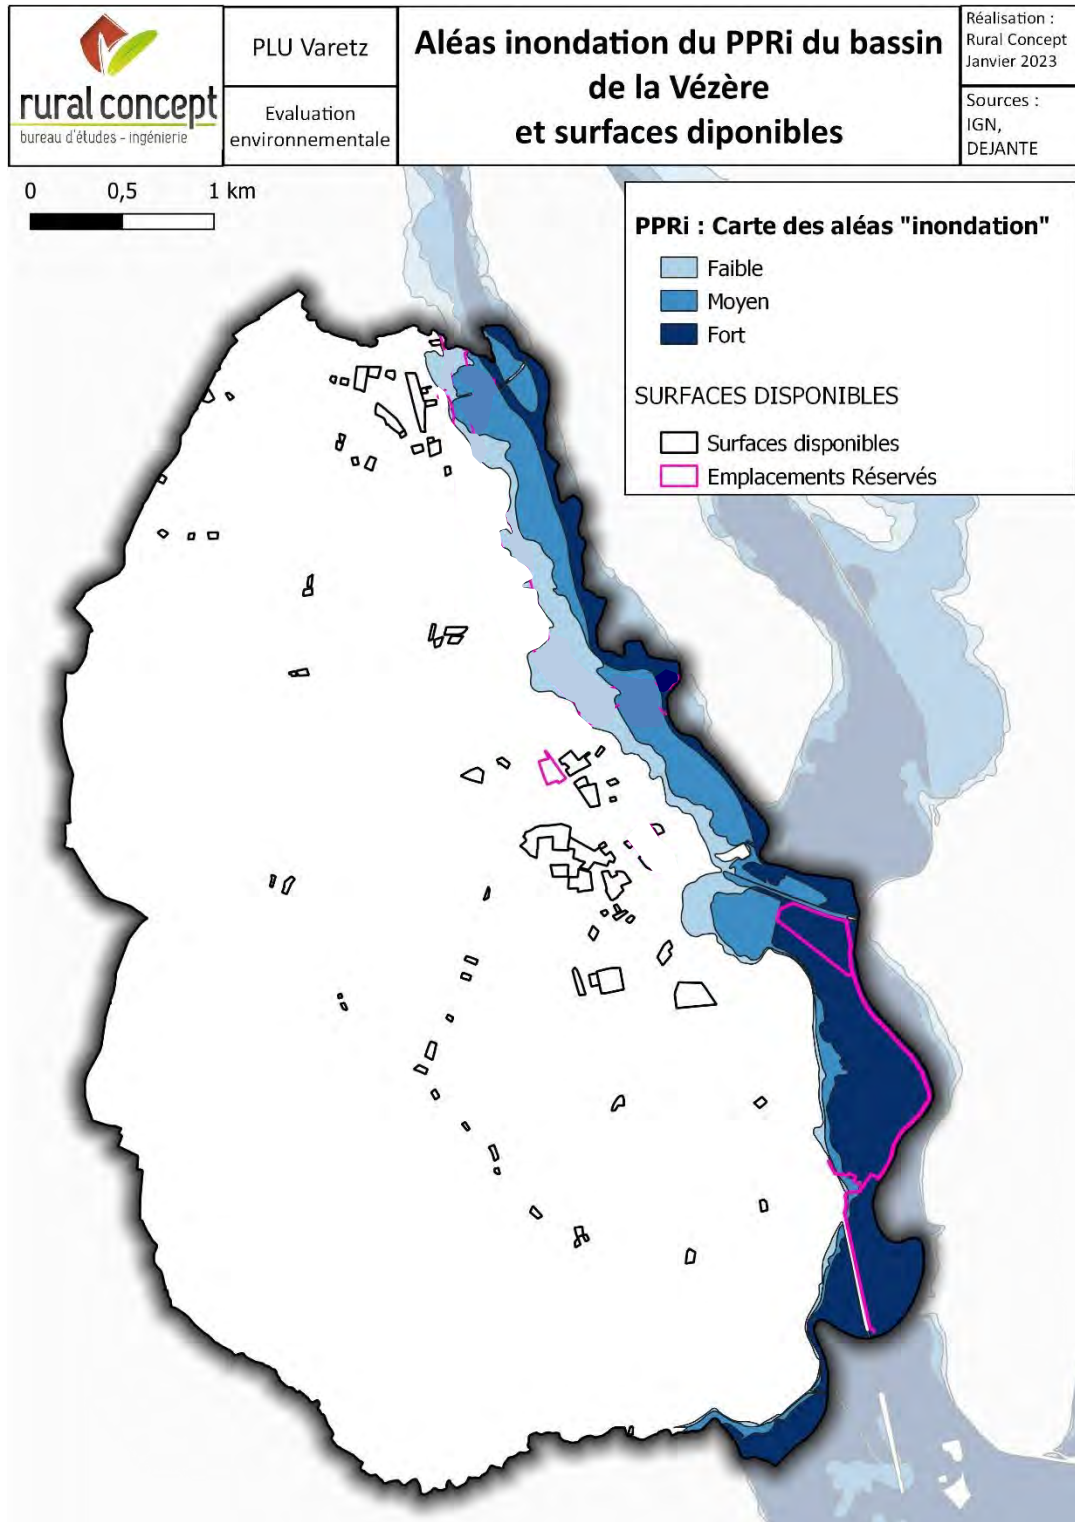 rural concept
bureau d'études - ingénierie
PLU Varetz
Evaluation
environnementale
Aléas inondation du PPRi du bassin
de la Vézère
et surfaces diponibles
Réalisation :
Rural Concept
Janvier 2023
Sources :
IGN,
DEJANTE
0 0,5 1 km
PPRi : Carte des aléas "inondation"
Faible
Moyen
Fort
SURFACES DISPONIBLES
Surfaces disponibles
Emplacements Réservés